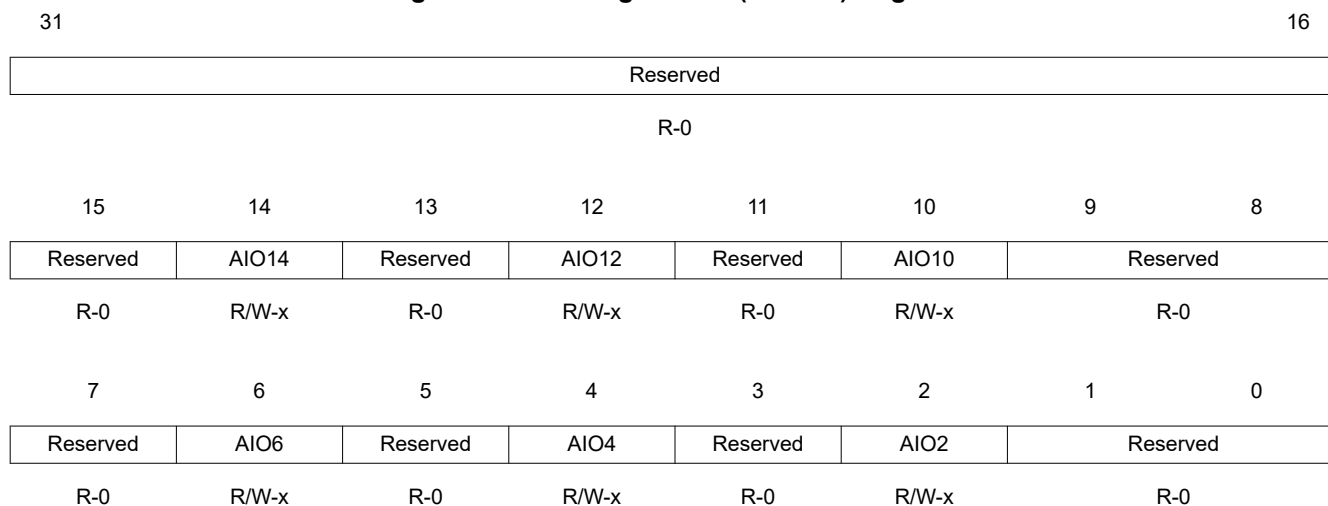 31 16
Reserved
R-0
15 14 13 12 11 10 9 8
Reserved AIO14 Reserved AIO12 Reserved AIO10 Reserved
R-0 R/W-x R-0 R/W-x R-0 R/W-x R-0
7 6 5 4 3 2 1 0
Reserved AIO6 Reserved AIO4 Reserved AIO2 Reserved
R-0 R/W-x R-0 R/W-x R-0 R/W-x R-0